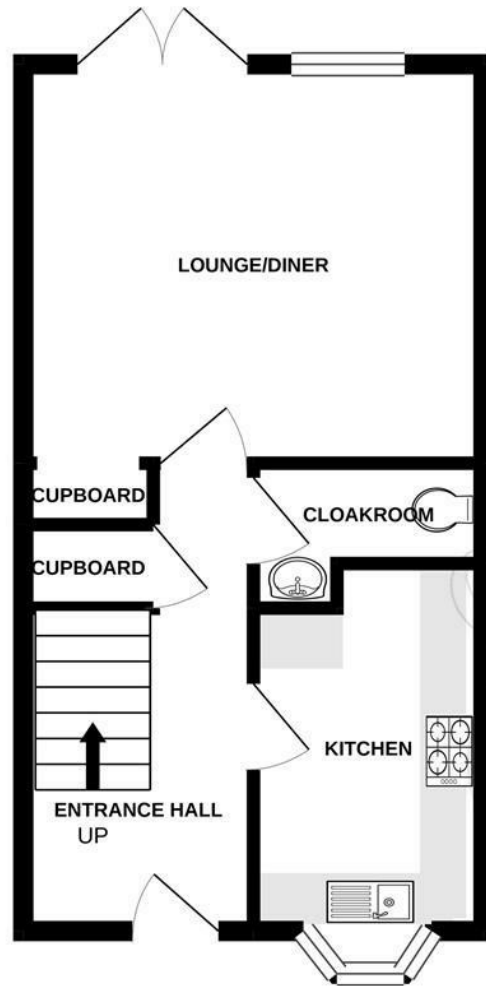 LOUNGE/DINER
CUPBOARD
CLOAKROOM
CUPBOARD
KITCHEN
ENTRANCE HALL
UP